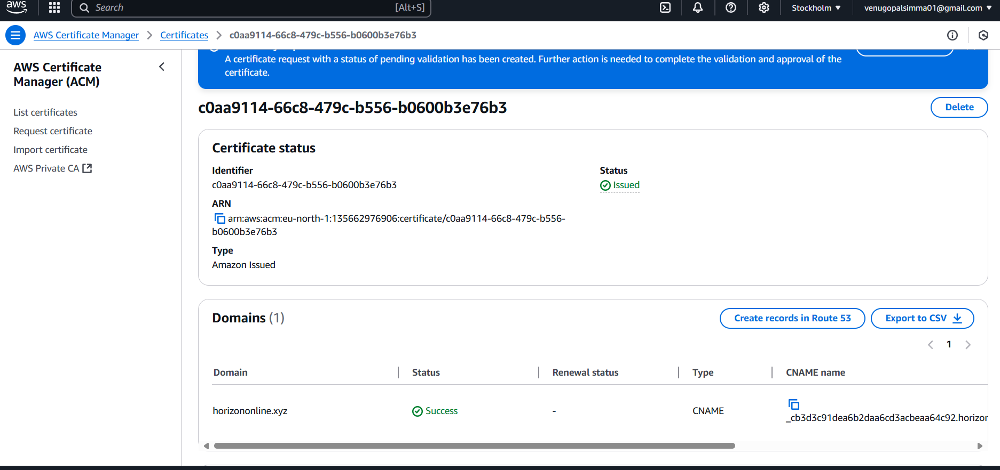 aws
Search
[Alt+S]
Stockholm
venugopalsimma01@gmail.com
AWS Certificate Manager
Certificates
c0aa9114-66c8-479c-b556-b0600b3e76b3
AWS Certificate
Manager (ACM)
List certificates
Request certificate
Import certificate
AWS Private CA
A certificate request with a status of pending validation has been created. Further action is needed to complete the validation and approval of the
certificate.
c0aa9114-66c8-479c-b556-b0600b3e76b3
Delete
Certificate status
Identifier
c0aa9114-66c8-479c-b556-b0600b3e76b3
Status
Issued
ARN
arn:aws:acm:eu-north-1:135662976906:certificate/c0aa9114-66c8-479c-b556-
b0600b3e76b3
Type
Amazon Issued
Domains (1)
Create records in Route 53
Export to CSV
1
Domain
Status
Renewal status
Type
CNAME name
horizononline.xyz
Success
-
CNAME
_cb3d3c91dea6b2daa6cd3acbeaa64c92.horizor